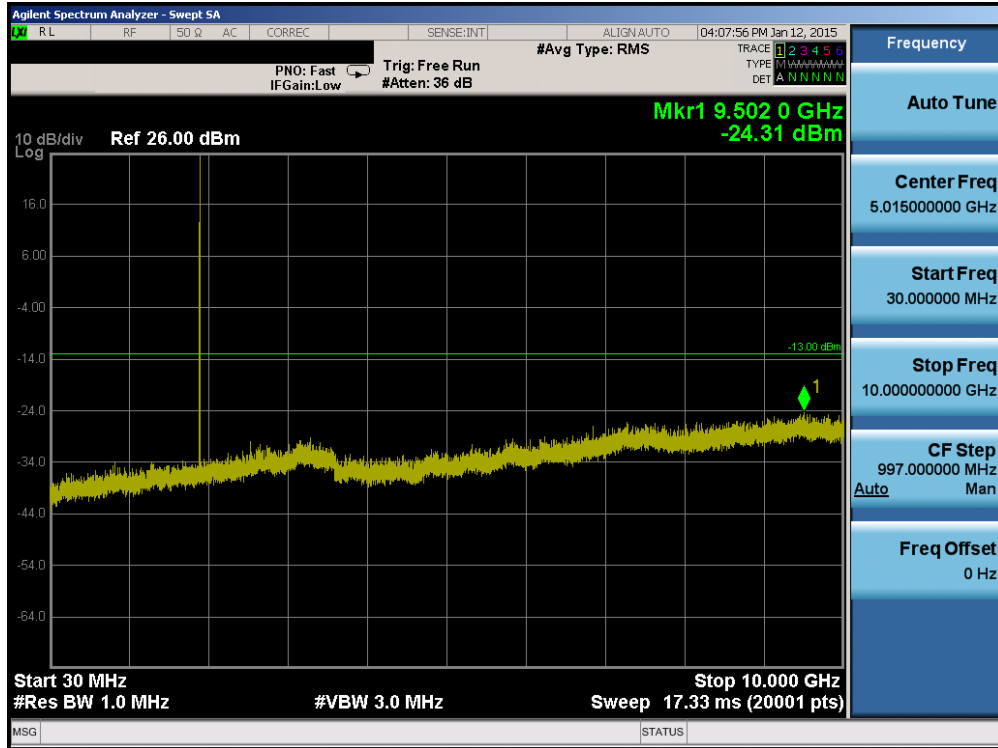 Agilent Spectrum Analyzer - Swept SA
LXI RL RF 50 Ω AC CORREC SENSE:INT ALIGN AUTO 04:07:56 PM Jan 12, 2015
#Avg Type: RMS TRACE 1 2 3 4 5 6
PNO: Fast Trig: Free Run TYPE M WWWWW
IFGain:Low #Atten: 36 dB DET A N N N N N
Mkr1 9.502 0 GHz
-24.31 dBm
10 dB/div Ref 26.00 dBm
Log
16.0
6.00
-4.00
-13.00 dBm
-14.0
1
-24.0
-34.0
-44.0
-54.0
-64.0
Start 30 MHz Stop 10.000 GHz
#Res BW 1.0 MHz #VBW 3.0 MHz Sweep 17.33 ms (20001 pts)
MSG STATUS
Frequency
Auto Tune
Center Freq
5.015000000 GHz
Start Freq
30.000000 MHz
Stop Freq
10.000000000 GHz
CF Step
997.000000 MHz
Auto Man
Freq Offset
0 Hz